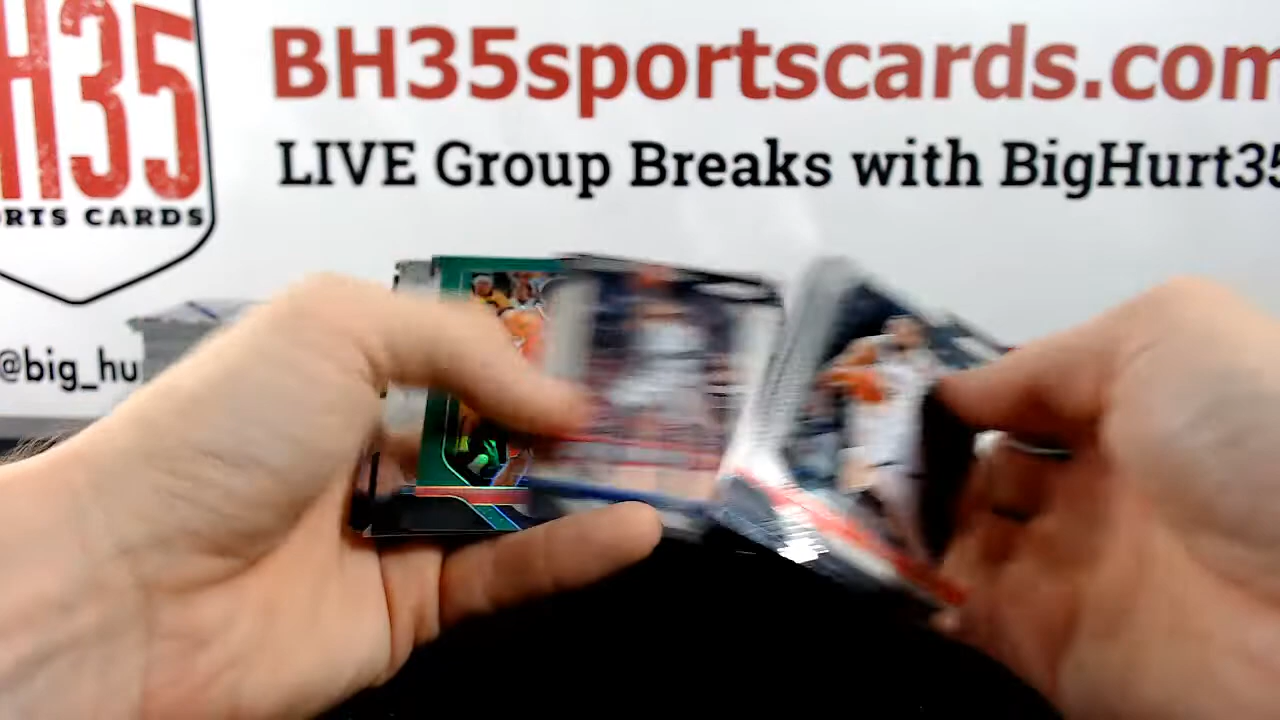 H35
RTS CARDS
BH35sportscards.com
LIVE Group Breaks with BigHurt35
@big_hu